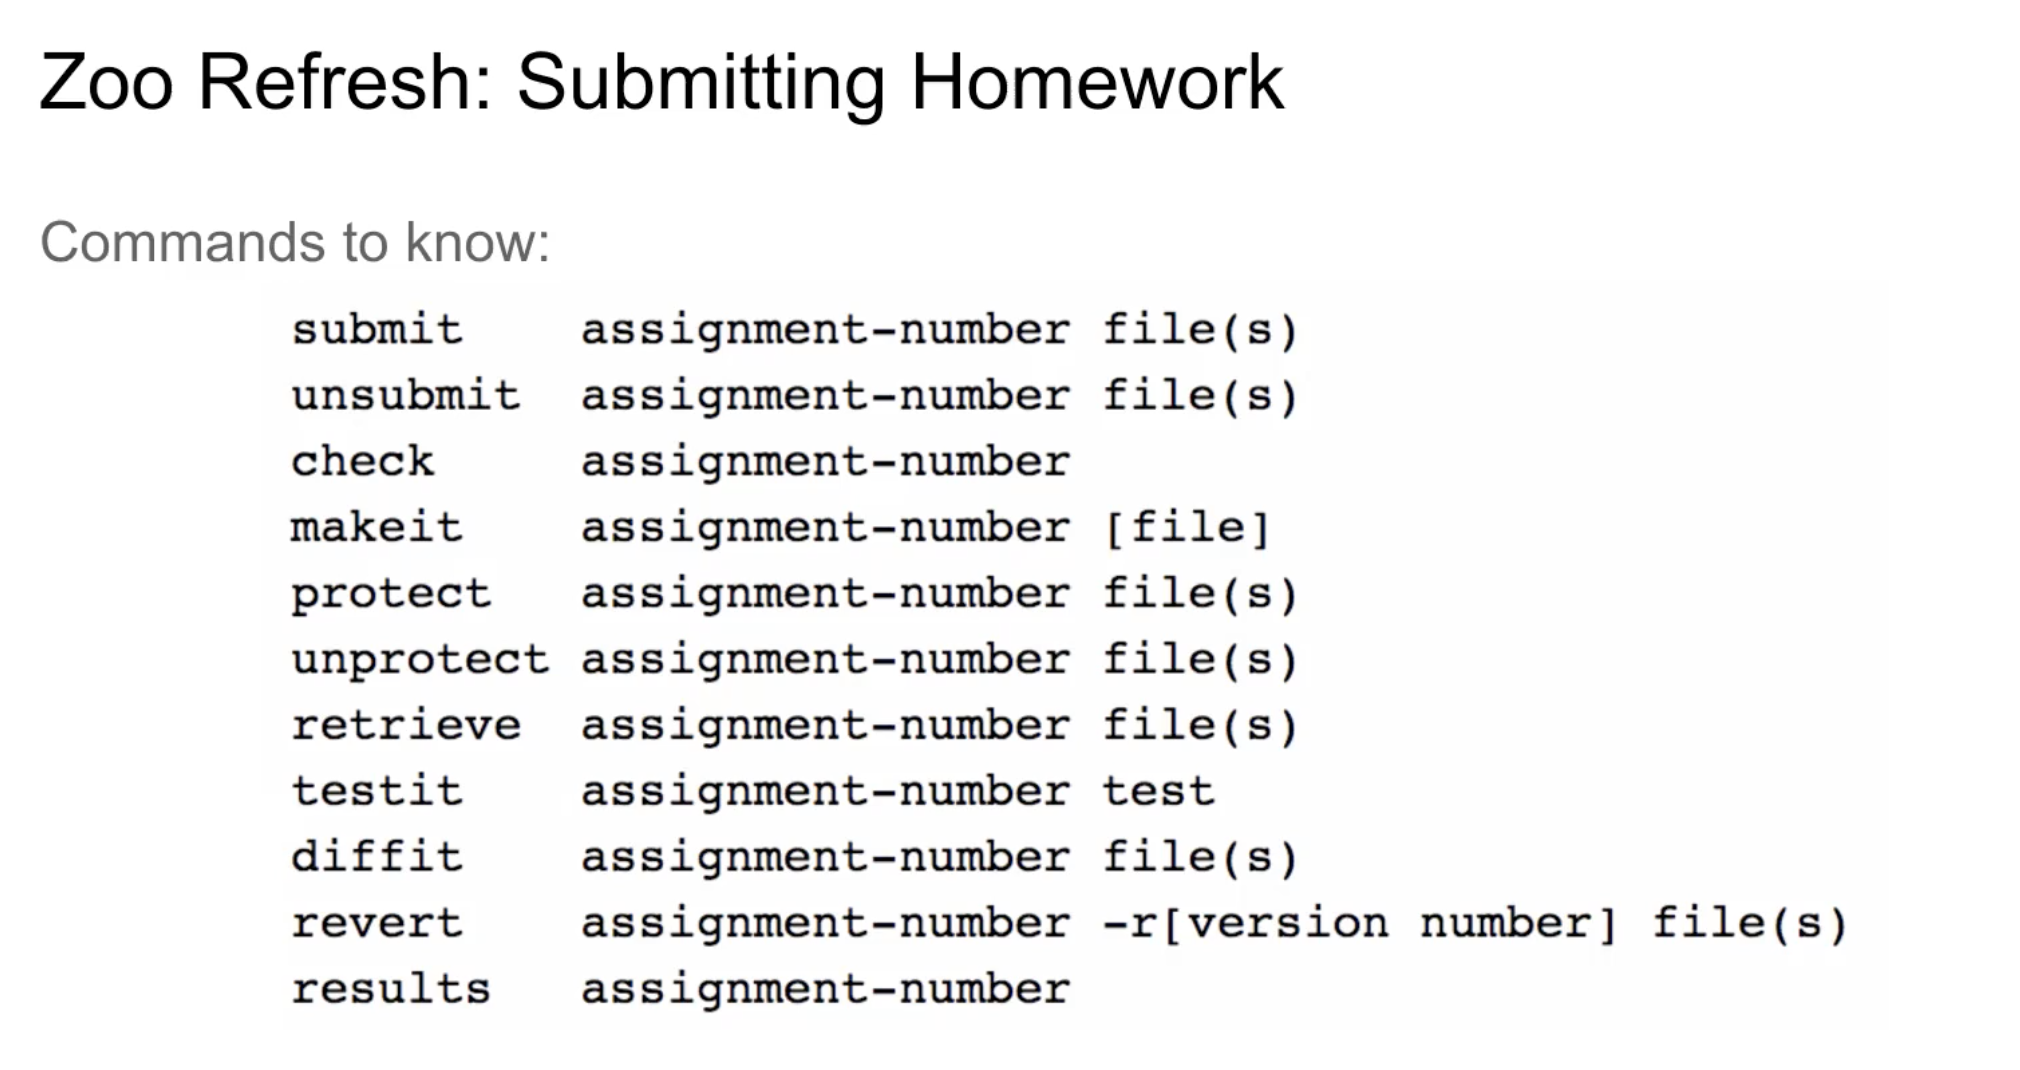 Zoo Refresh: Submitting Homework
Commands to know:
submit assignment-number file(s)
unsubmit assignment-number file(s)
check assignment-number
makeit assignment-number [file]
protect assignment-number file(s)
unprotect assignment-number file(s)
retrieve assignment-number file(s)
testit assignment-number test
diffit assignment-number file(s)
revert assignment-number -r[version number] file(s)
results assignment-number